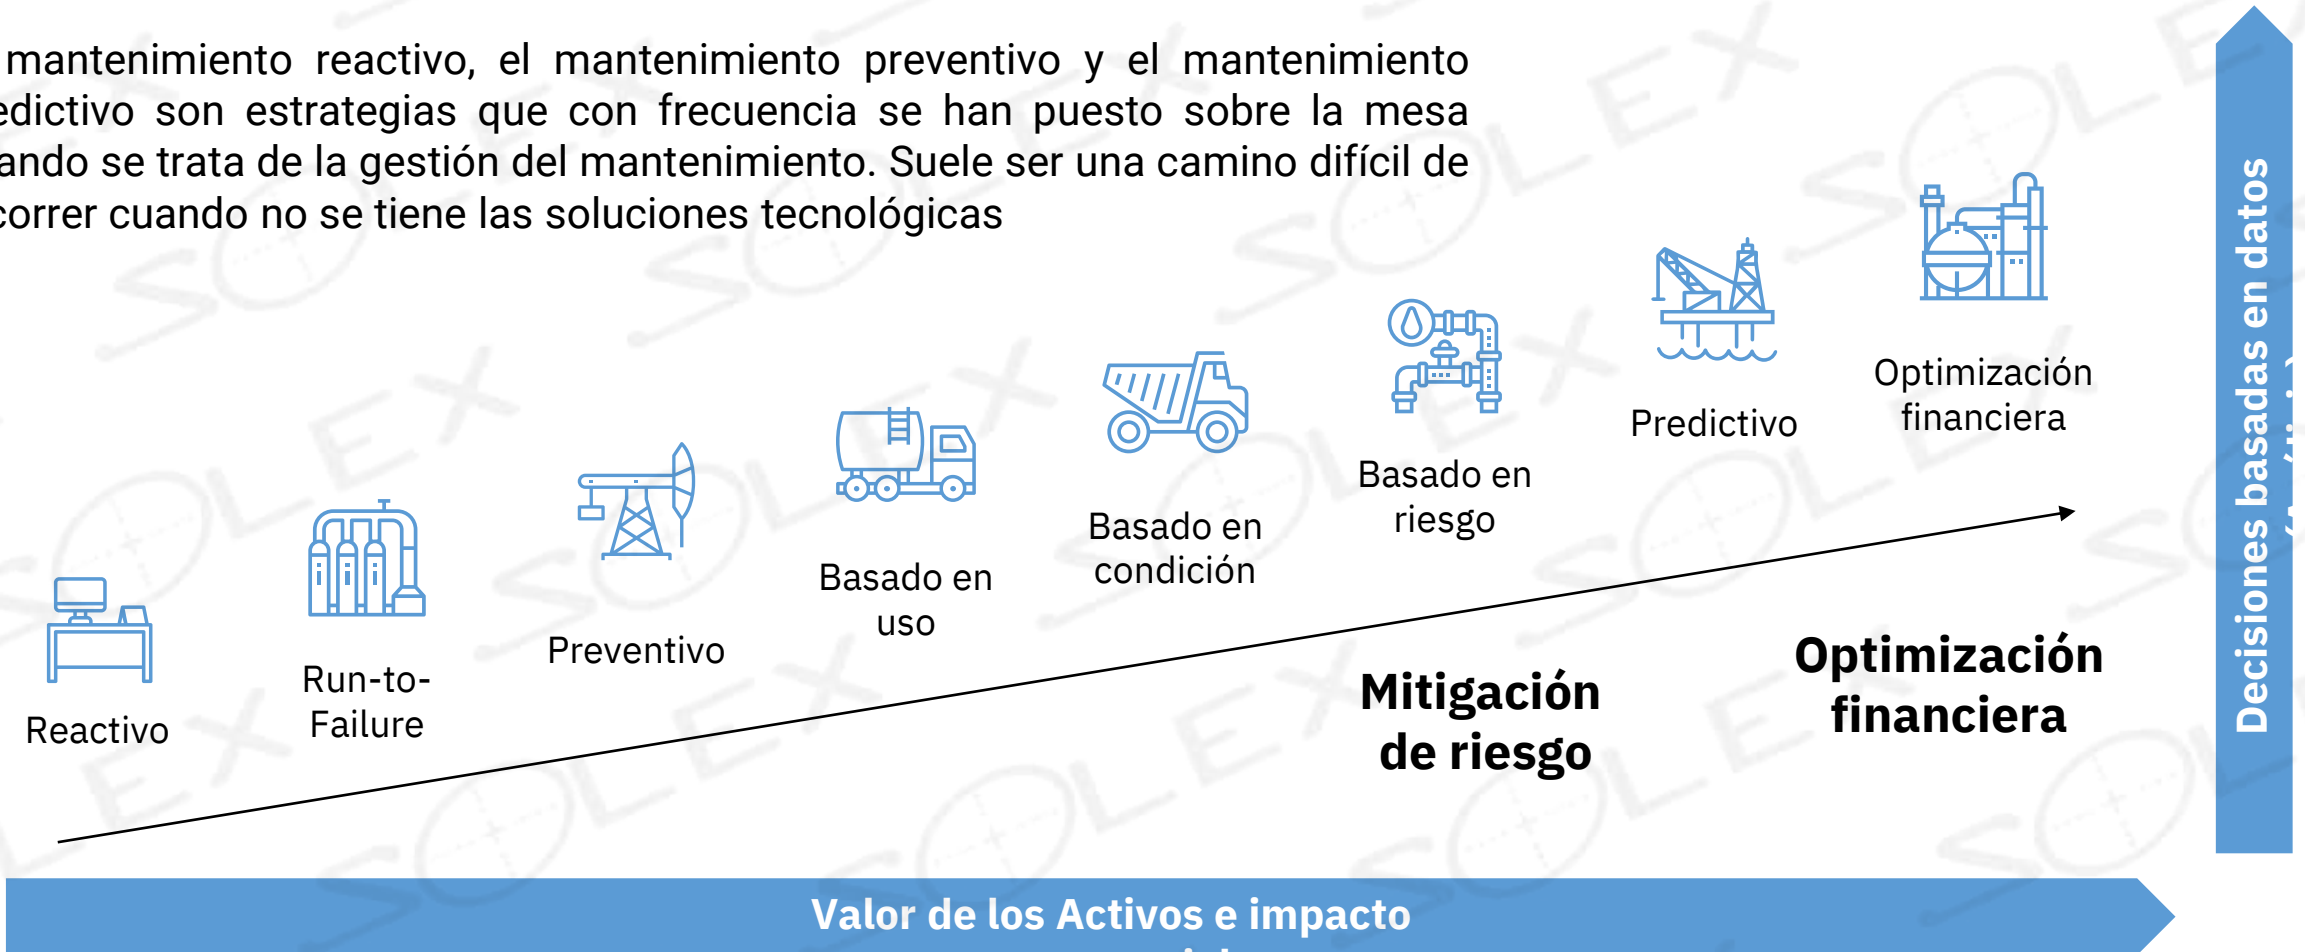 mantenimiento reactivo, el mantenimiento preventivo y el mantenimiento
edictivo son estrategias que con frecuencia se han puesto sobre la mesa
ando se trata de la gestión del mantenimiento. Suele ser una camino difícil de
correr cuando no se tiene las soluciones tecnológicas
Reactivo
Run-to-
Failure
Preventivo
Basado en
uso
Basado en
condición
Basado en
riesgo
Predictivo
Optimización
financiera
Mitigación
de riesgo
Optimización
financiera
Decisiones basadas en datos
Valor de los Activos e impacto
SOLEX